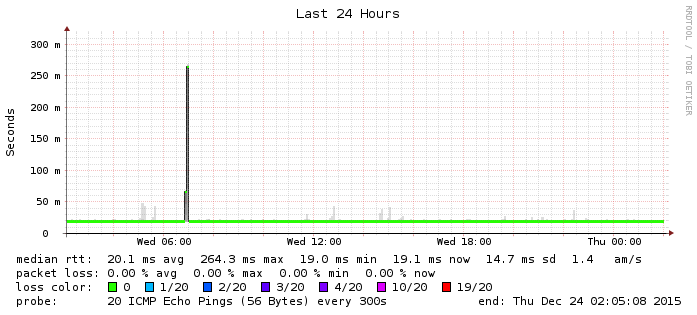 Last 24 Hours
RRDTOOL / TOBI OETIKER
Seconds
300 m
250 m
200 m
150 m
100 m
50 m
0
Wed 06:00 Wed 12:00 Wed 18:00 Thu 00:00
median rtt: 20.1 ms avg 264.3 ms max 19.0 ms min 19.1 ms now 14.7 ms sd 1.4 am/s
packet loss: 0.00 % avg 0.00 % max 0.00 % min 0.00 % now
loss color: 0 1/20 2/20 3/20 4/20 10/20 19/20
probe: 20 ICMP Echo Pings (56 Bytes) every 300s end: Thu Dec 24 02:05:08 2015